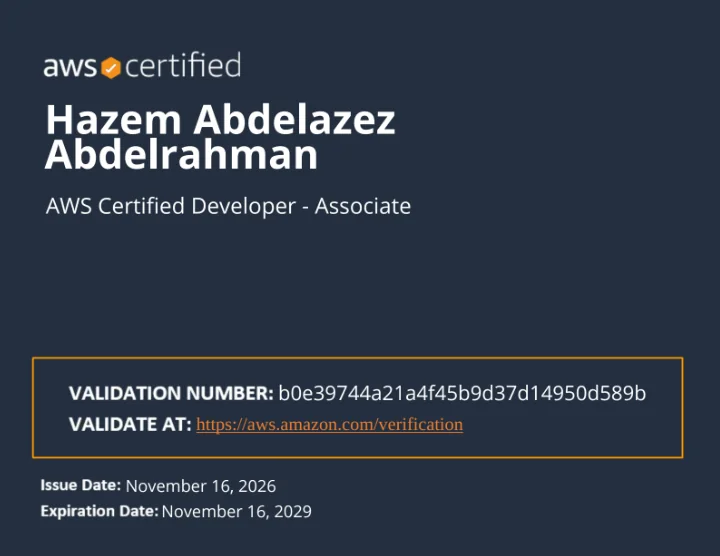 aws certified
Hazem Abdelazez
Abdelrahman
AWS Certified Developer - Associate
VALIDATION NUMBER: b0e39744a21a4f45b9d37d14950d589b
VALIDATE AT: https://aws.amazon.com/verification
Issue Date: November 16, 2026
Expiration Date: November 16, 2029